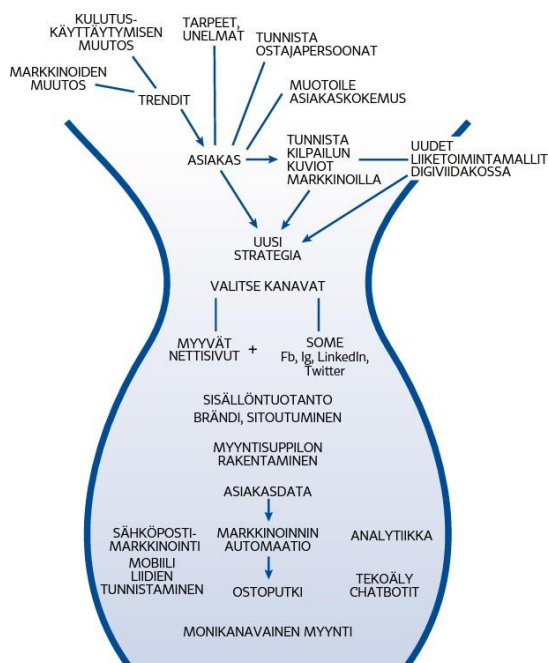 KULUTUS-
KÄYTTÄYTYMISEN
MUUTOS
TARPEET,
UNELMAT
TUNNISTA
OSTAJAPERSOONAT
MARKKINOIDEN
MUUTOS
TRENDIT
MUOTOILE
ASIAKASKOKEMUS
ASIAKAS
TUNNISTA
KILPAILUN
KUVIOT
MARKKINOILLA
UUDET
LIIKETOIMINTAMALLIT
DIGIVIIDAKOSSA
UUSI
STRATEGIA
VALITSE KANAVAT
MYYVÄT
NETTISIVUT
+
SOME
Fb, Ig, LinkedIn,
Twitter
SISÄLLÖNTUOTANTO
BRÄNDI, SITOUTUMINEN
MYYNTISUPPILON
RAKENTAMINEN
ASIAKASDATA
SÄHKÖPOSTI-
MARKKINOINTI
MARKKINOINNIN
AUTOMAATIO
ANALYTIIKKA
MOBIILI
LIIDIEN
TUNNISTAMINEN
OSTOPUTKI
TEKOÄLY
CHATBOTIT
MONIKANAVAINEN MYYNTI